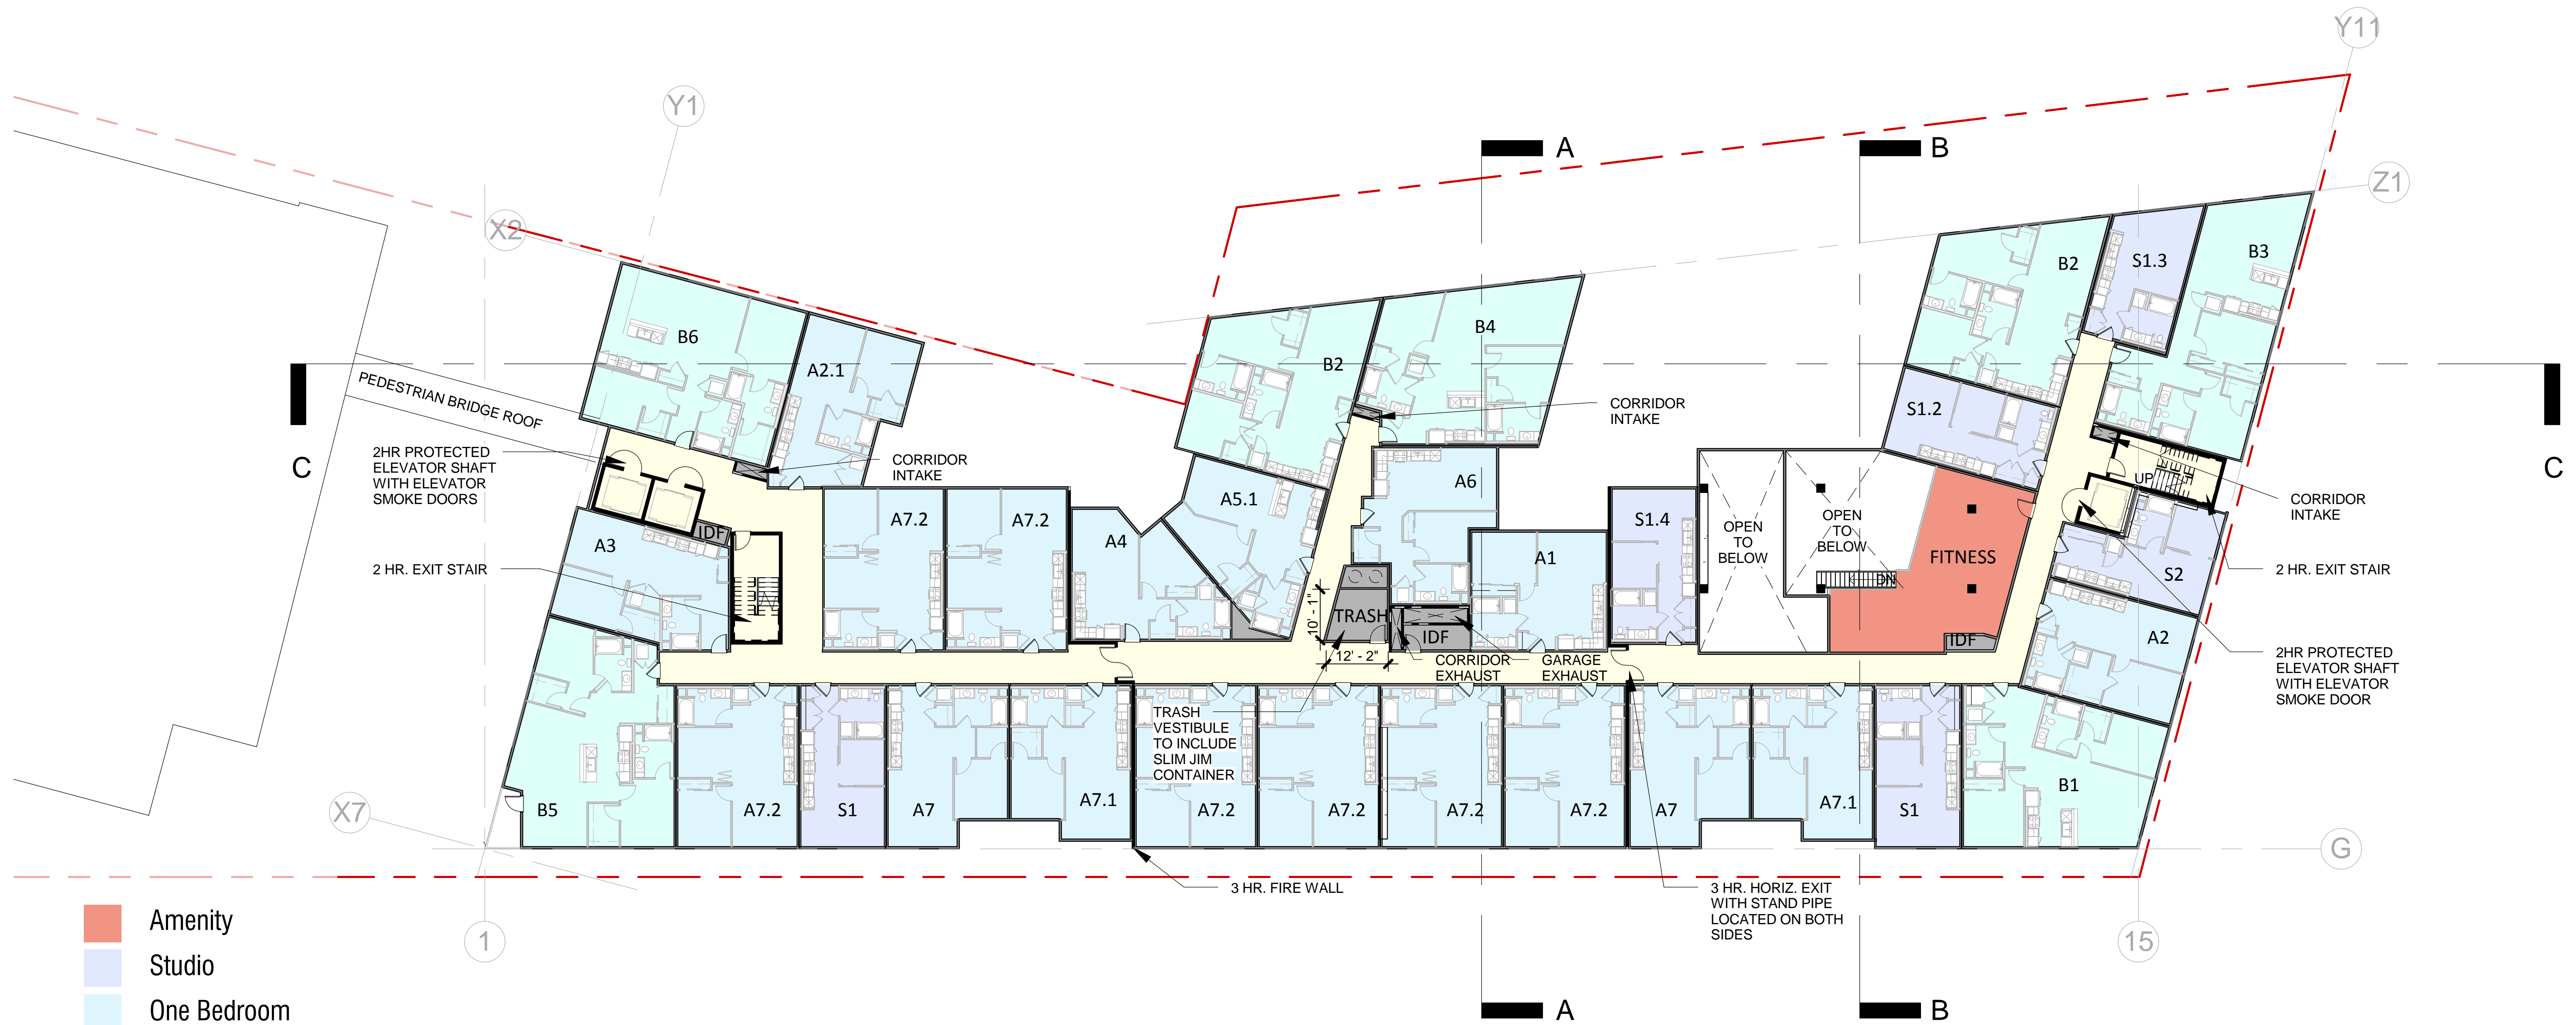 Y11
Y1
A
B
Z1
X2
B2
S1.3
B3
B6
A2.1
B2
B4
C
PEDESTRIAN BRIDGE ROOF
CORRIDOR
INTAKE
S1.2
C
2HR PROTECTED
ELEVATOR SHAFT
WITH ELEVATOR
SMOKE DOORS
CORRIDOR
INTAKE
IDF
A3
A7.2
A7.2
A4
A5.1
A6
A1
S1.4
OPEN
TO
BELOW
OPEN
TO
BELOW
DN
FITNESS
UP
CORRIDOR
INTAKE
S2
2 HR. EXIT STAIR
2 HR. EXIT STAIR
10' - 1"
TRASH
IDF
12' - 2"
CORRIDOR
EXHAUST
GARAGE
EXHAUST
IDF
A2
2HR PROTECTED
ELEVATOR SHAFT
WITH ELEVATOR
SMOKE DOOR
TRASH
VESTIBULE
TO INCLUDE
SLIM JIM
CONTAINER
X7
B5
A7.2
S1
A7
A7.1
A7.2
A7.2
A7.2
A7.2
A7
A7.1
S1
B1
G
3 HR. FIRE WALL
3 HR. HORIZ. EXIT
WITH STAND PIPE
LOCATED ON BOTH
SIDES
1
15
Amenity
Studio
One Bedroom
A
B